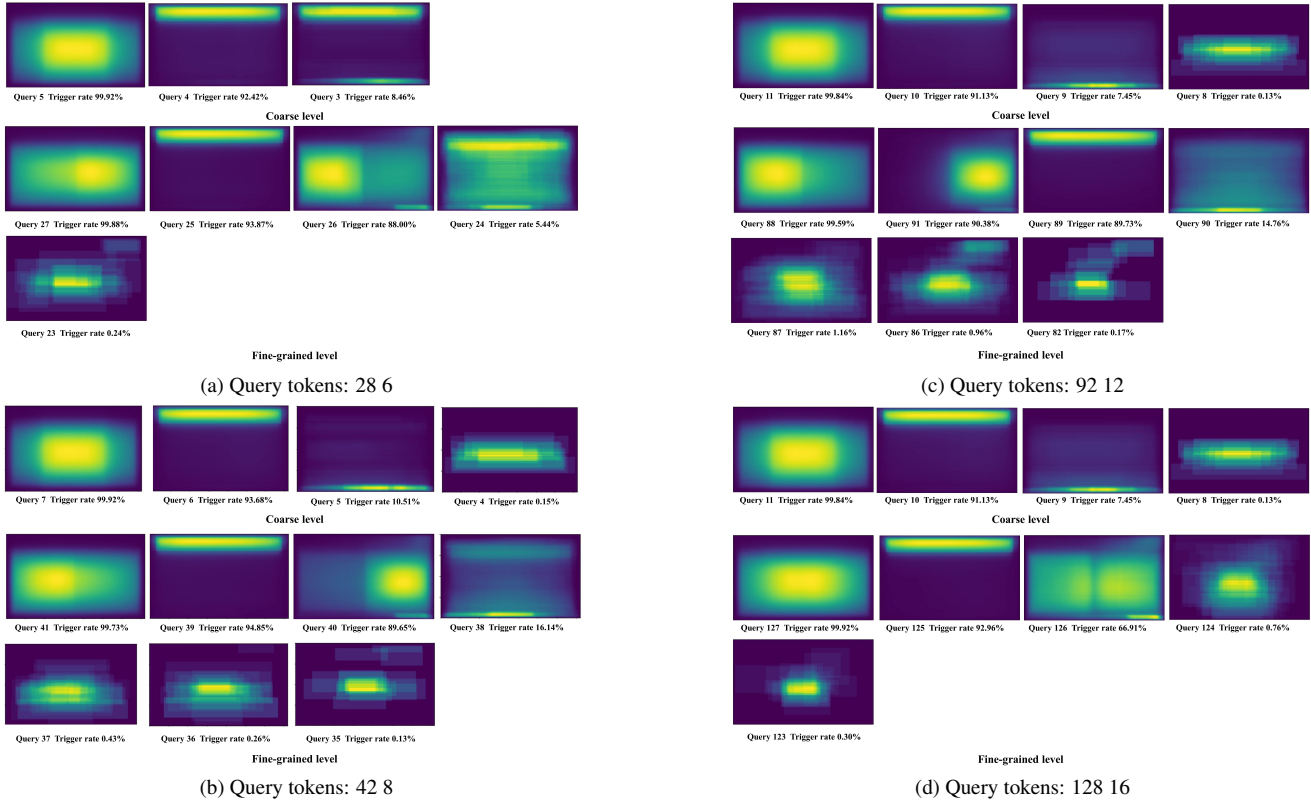 Query 5 Trigger rate 99.92%
Query 4 Trigger rate 92.42%
Query 3 Trigger rate 8.46%
Coarse level
Query 27 Trigger rate 99.88%
Query 25 Trigger rate 93.87%
Query 26 Trigger rate 88.00%
Query 24 Trigger rate 5.44%
Query 23 Trigger rate 0.24%
Fine-grained level
(a) Query tokens: 28 6
Query 7 Trigger rate 99.92%
Query 6 Trigger rate 93.68%
Query 5 Trigger rate 10.51%
Query 4 Trigger rate 0.15%
Coarse level
Query 41 Trigger rate 99.73%
Query 39 Trigger rate 94.85%
Query 40 Trigger rate 89.65%
Query 38 Trigger rate 16.14%
Query 37 Trigger rate 0.43%
Query 36 Trigger rate 0.26%
Query 35 Trigger rate 0.13%
Fine-grained level
(b) Query tokens: 42 8
Query 11 Trigger rate 99.84%
Query 10 Trigger rate 91.13%
Query 9 Trigger rate 7.45%
Query 8 Trigger rate 0.13%
Coarse level
Query 88 Trigger rate 99.59%
Query 91 Trigger rate 90.38%
Query 89 Trigger rate 89.73%
Query 90 Trigger rate 14.76%
Query 87 Trigger rate 1.16%
Query 86 Trigger rate 0.96%
Query 82 Trigger rate 0.17%
Fine-grained level
(c) Query tokens: 92 12
Query 11 Trigger rate 99.84%
Query 10 Trigger rate 91.13%
Query 9 Trigger rate 7.45%
Query 8 Trigger rate 0.13%
Coarse level
Query 127 Trigger rate 99.92%
Query 125 Trigger rate 92.96%
Query 126 Trigger rate 66.91%
Query 124 Trigger rate 0.76%
Query 123 Trigger rate 0.30%
Fine-grained level
(d) Query tokens: 128 16